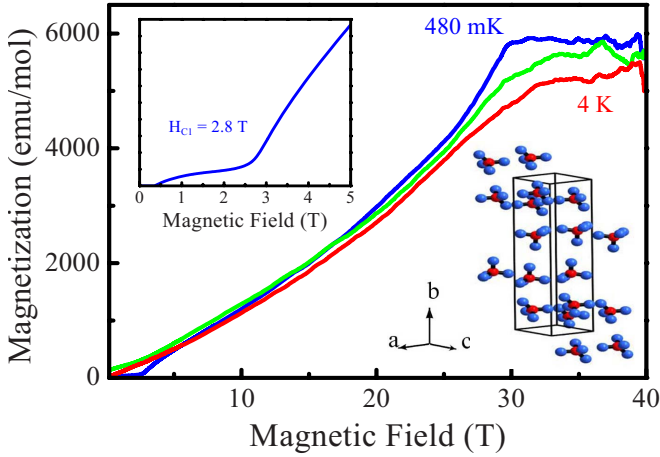 Magnetization (emu/mol)
6000
4000
2000
0
10
20
30
40
Magnetic Field (T)
480 mK
4 K
H_C1 = 2.8 T
0
1
2
3
4
5
Magnetic Field (T)
b
a
c